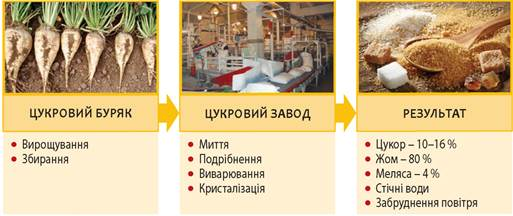 ЦУКРОВИЙ БУРЯК
• Вирощування
• Збирання
ЦУКРОВИЙ ЗАВОД
• Миття
• Подрібнення
• Виварювання
• Кристалізація
РЕЗУЛЬТАТ
• Цукор – 10–16 %
• Жом – 80 %
• Меляса – 4 %
• Стічні води
• Забруднення повітря